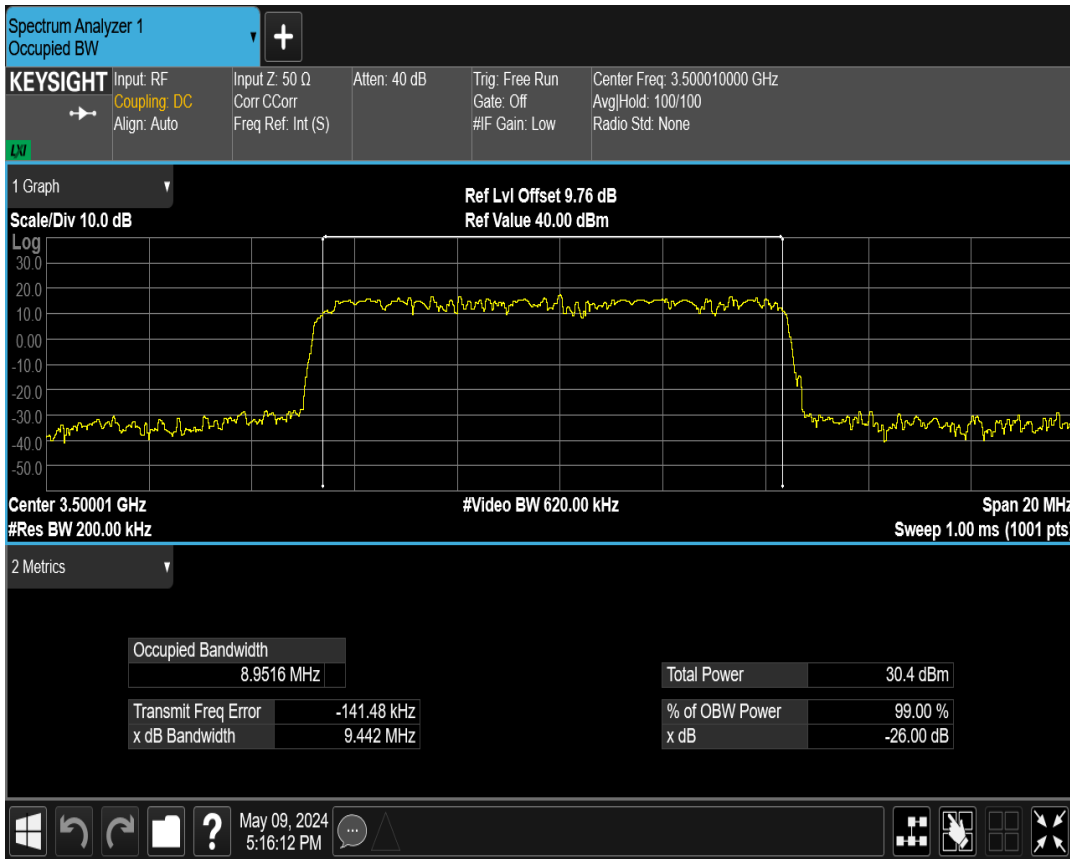 Spectrum Analyzer 1
Occupied BW
+
KEYSIGHT
LXI
Input: RF
Coupling: DC
Align: Auto
Input Z: 50 Ω
Corr CCorr
Freq Ref: Int (S)
Atten: 40 dB
Trig: Free Run
Gate: Off
#IF Gain: Low
Center Freq: 3.500010000 GHz
Avg|Hold: 100/100
Radio Std: None
1 Graph
Ref Lvl Offset 9.76 dB
Scale/Div 10.0 dB
Ref Value 40.00 dBm
Log
30.0
20.0
10.0
0.00
-10.0
-20.0
-30.0
-40.0
-50.0
Center 3.50001 GHz
#Video BW 620.00 kHz
Span 20 MHz
#Res BW 200.00 kHz
Sweep 1.00 ms (1001 pts)
2 Metrics
Occupied Bandwidth
8.9516 MHz
Transmit Freq Error -141.48 kHz
x dB Bandwidth 9.442 MHz
Total Power 30.4 dBm
% of OBW Power 99.00 %
x dB -26.00 dB
?
May 09, 2024
5:16:12 PM